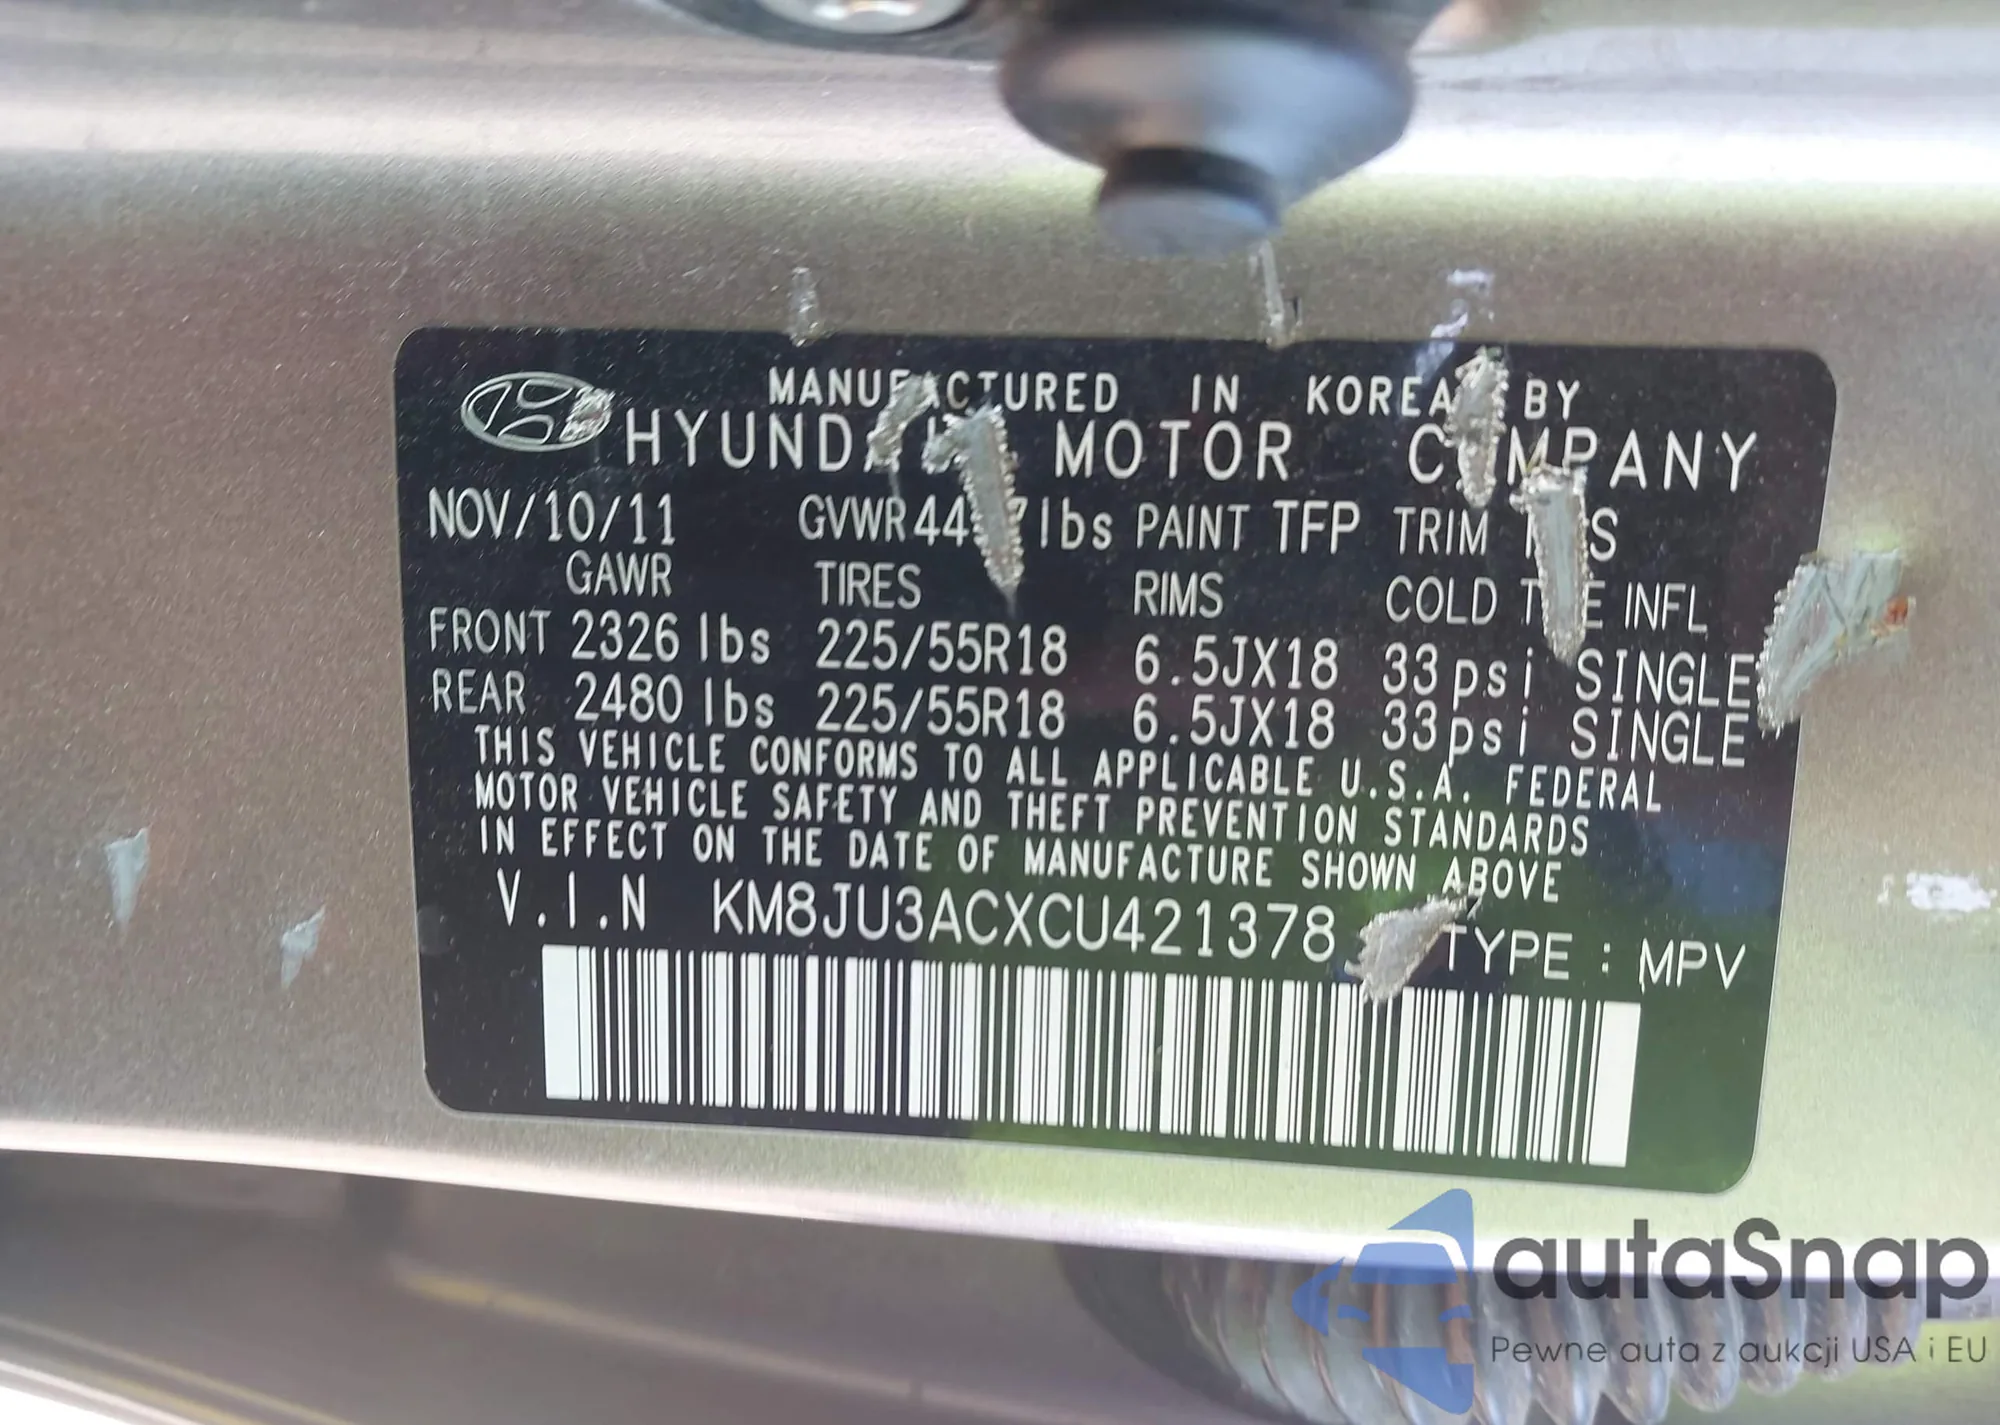 MANUFACTURED IN KOREA BY
HYUNDAI MOTOR COMPANY
NOV/10/11 lbs PAINT TFP TRIM
GAWR TIRES RIMS COLD INFL
FRONT 2326 lbs 225/55R18 6.5JX18 33psi SINGLE
REAR 2480 lbs 225/55R18 6.5JX18 33psi SINGLE
THIS VEHICLE CONFORMS TO ALL APPLICABLE U.S.A. FEDERAL
MOTOR VEHICLE SAFETY AND THEFT PREVENTION STANDARDS
IN EFFECT ON THE DATE OF MANUFACTURE SHOWN ABOVE
V.I.N KM8JU3ACXCU421378 TYPE : MPV
autaSnap
Pewne auta z aukcji USA i EU